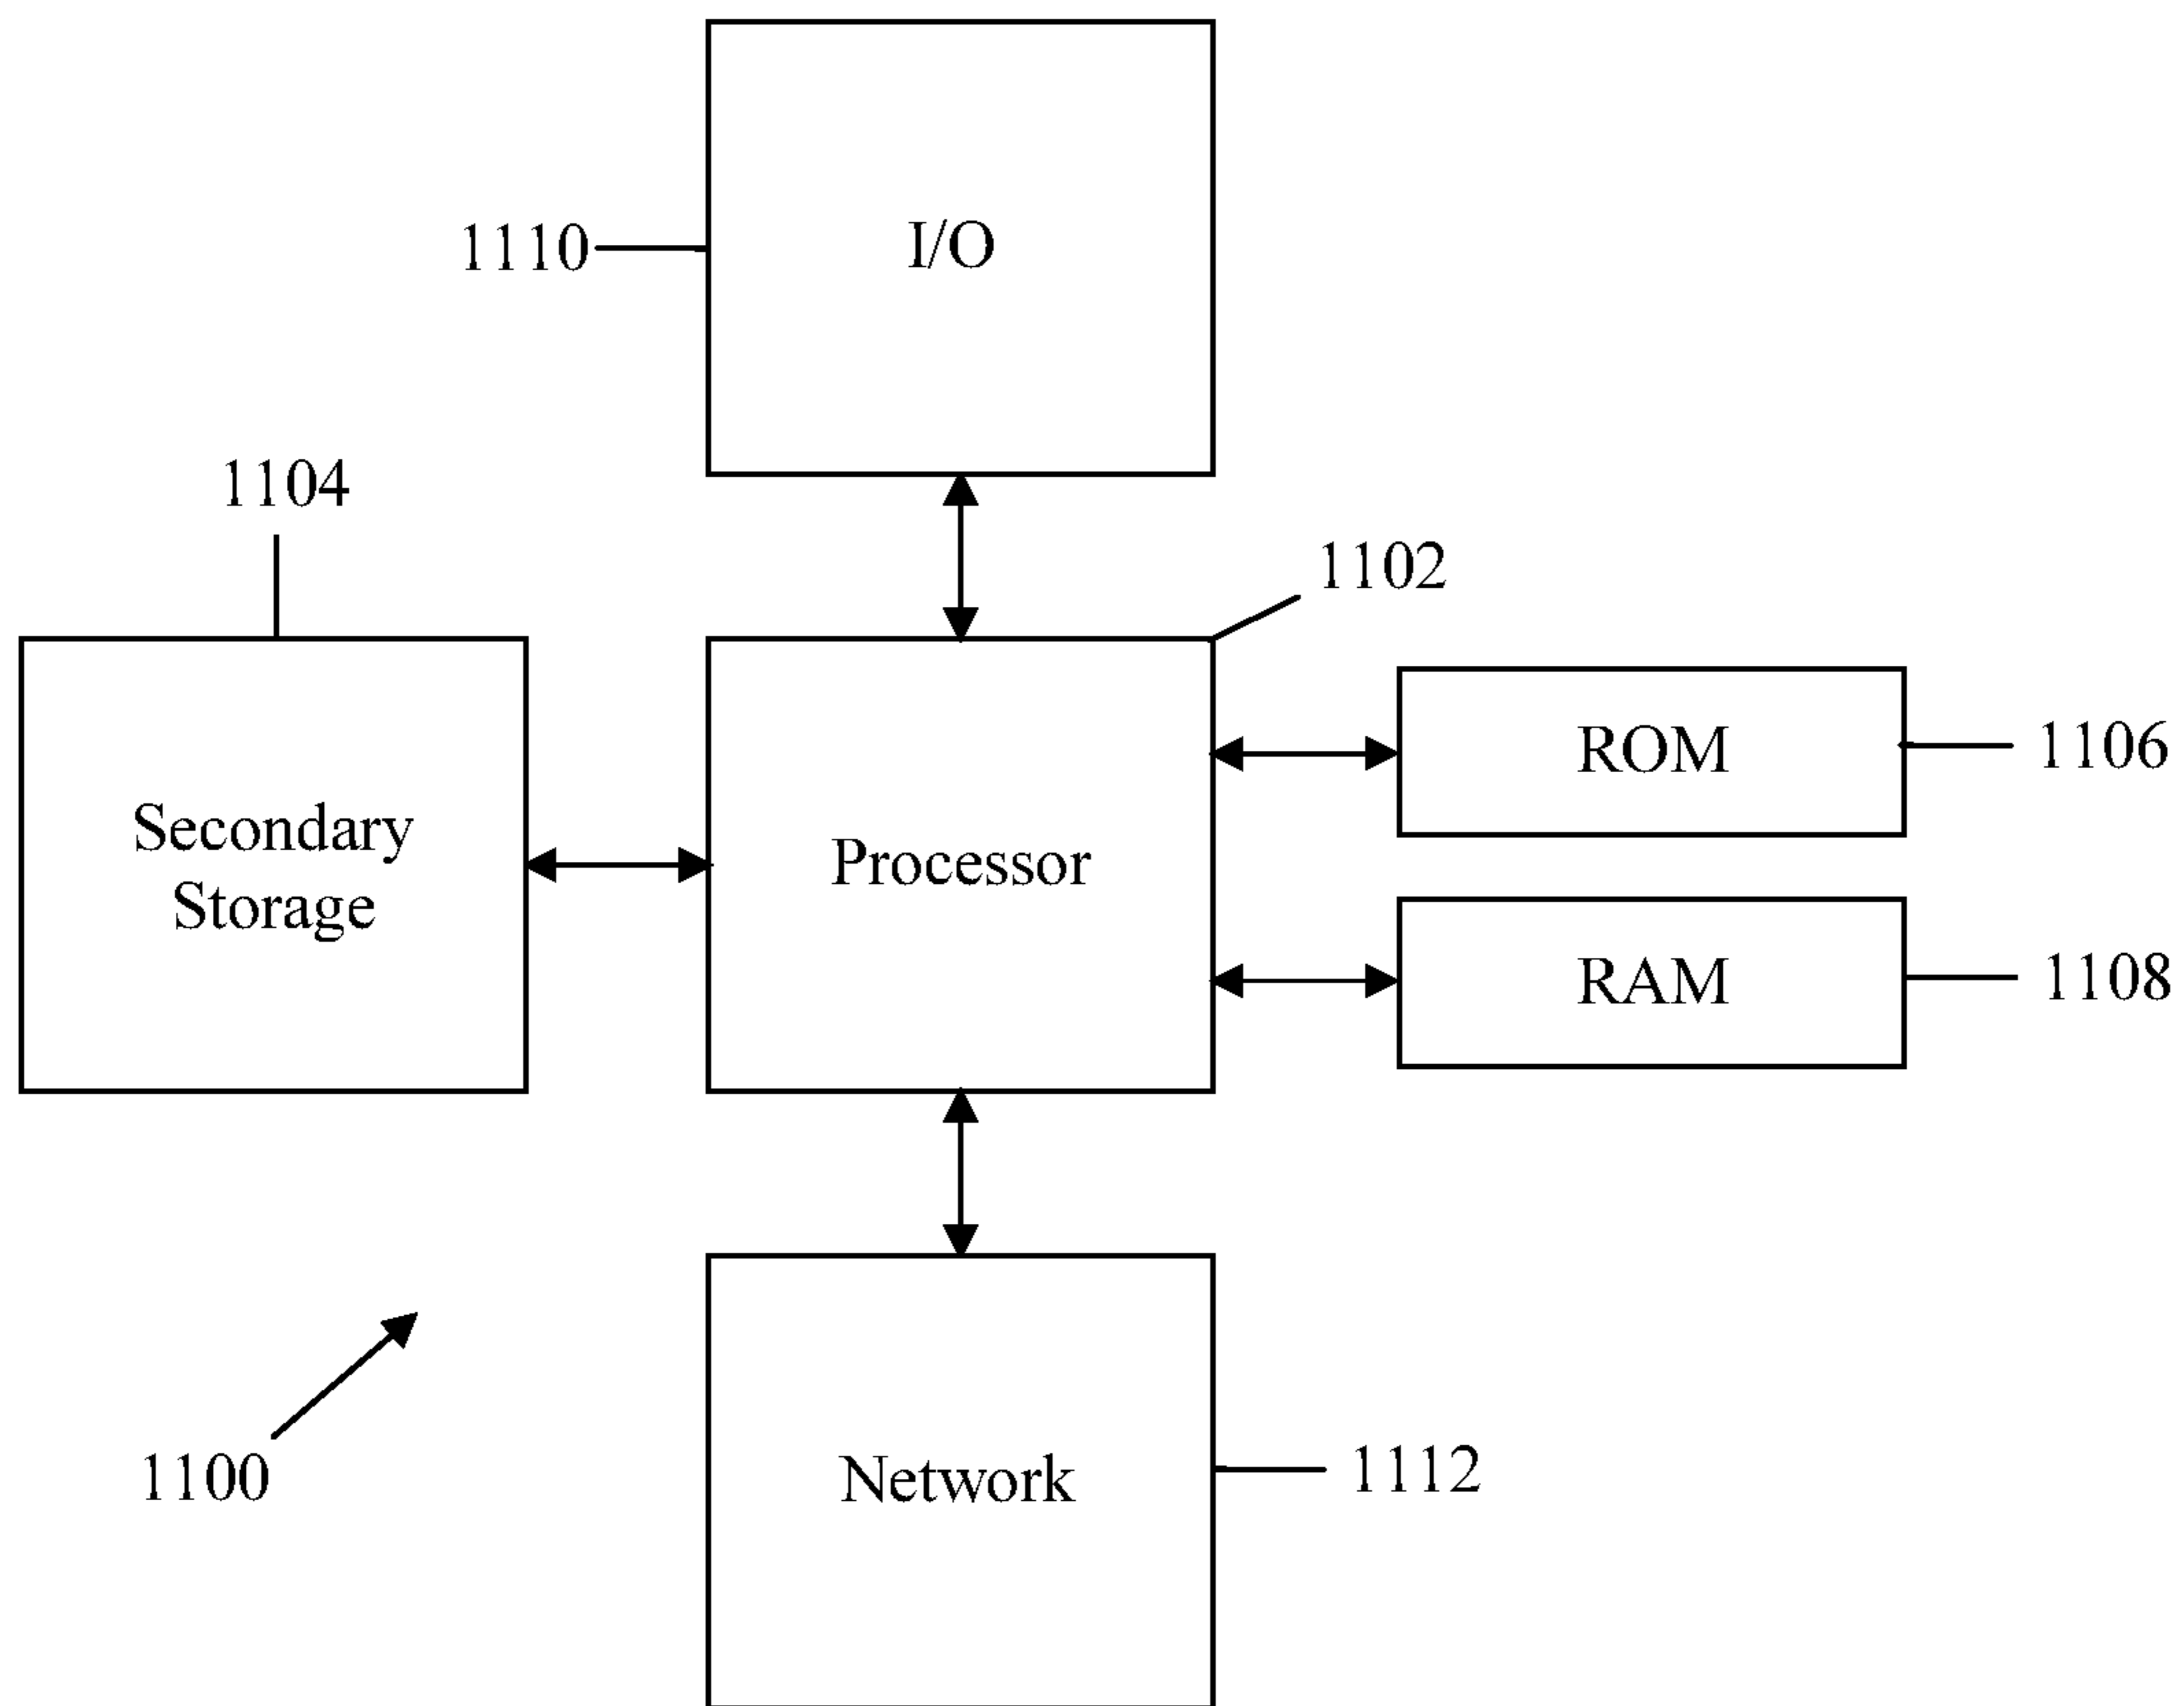 1110
I/O
1104
1102
ROM
1106
Secondary
Storage
Processor
RAM
1108
1100
Network
1112